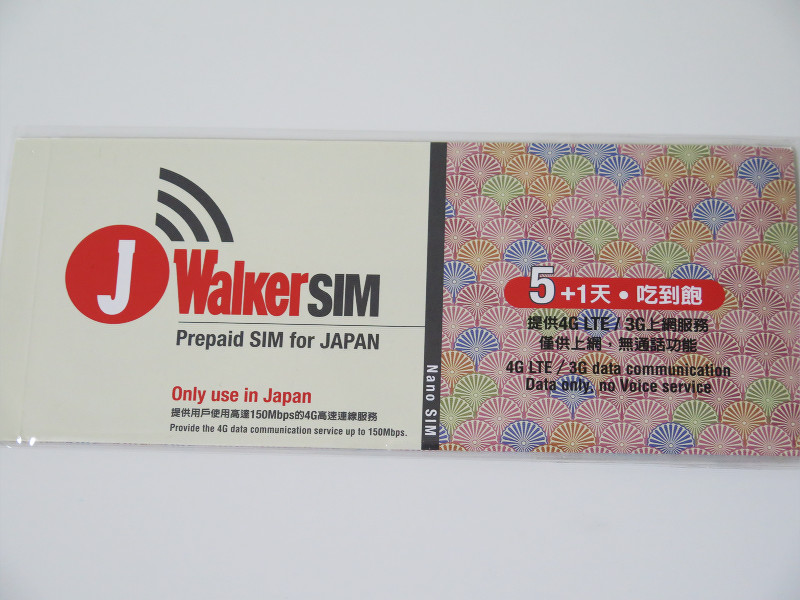 J WalkerSIM
Prepaid SIM for JAPAN
Only use in Japan
提供用戶使用高達150Mbps的4G高速連線服務
Provide the 4G data communication service up to 150Mbps.
Nano SIM
5+1天・吃到飽
提供4G LTE / 3G上網服務
僅供上網・無通話功能
4G LTE / 3G data communication
Data only, no Voice service